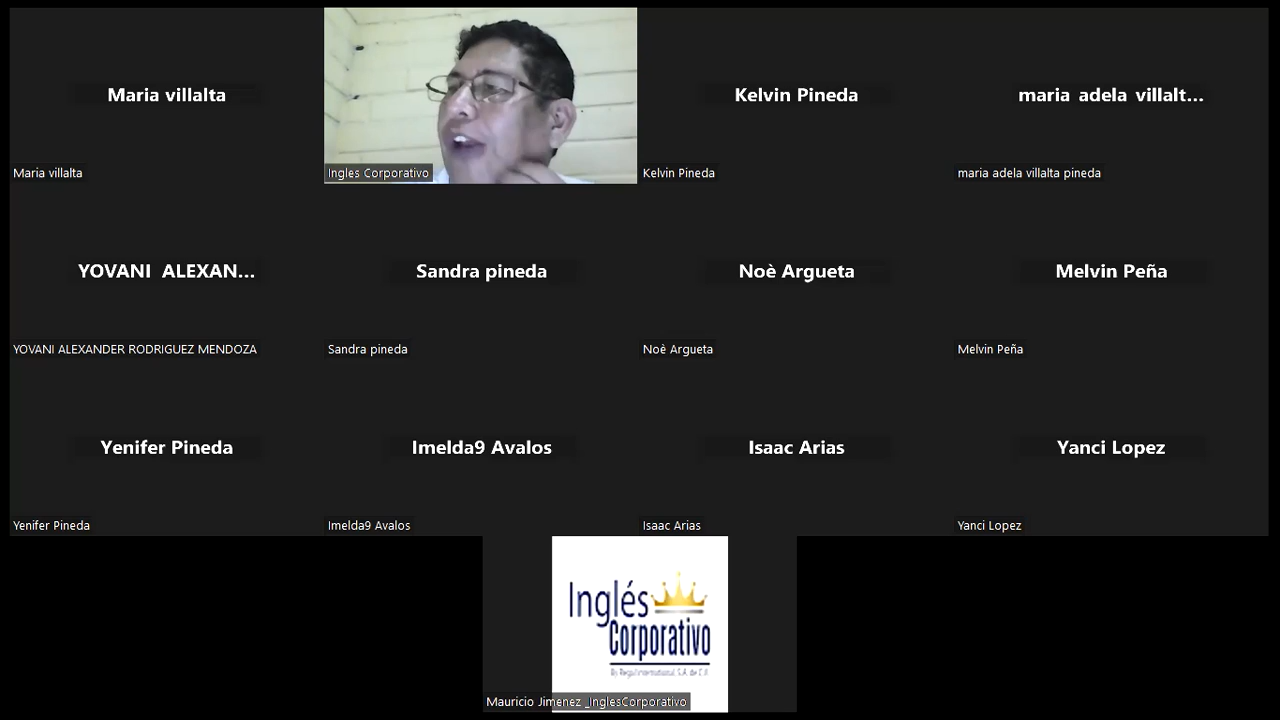 Maria villalta
Maria villalta
Ingles Corporativo
Kelvin Pineda
Kelvin Pineda
maria adela villalt...
maria adela villalta pineda
YOVANI ALEXAN...
YOVANI ALEXANDER RODRIGUEZ MENDOZA
Sandra pineda
Sandra pineda
Noè Argueta
Noè Argueta
Melvin Peña
Melvin Peña
Yenifer Pineda
Yenifer Pineda
Imelda9 Avalos
Imelda9 Avalos
Isaac Arias
Isaac Arias
Yanci Lopez
Yanci Lopez
Inglés
Corporativo
Mauricio Jimenez _InglesCorporativo